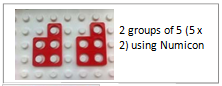 2 groups of 5 (5 x
2) using Numicon